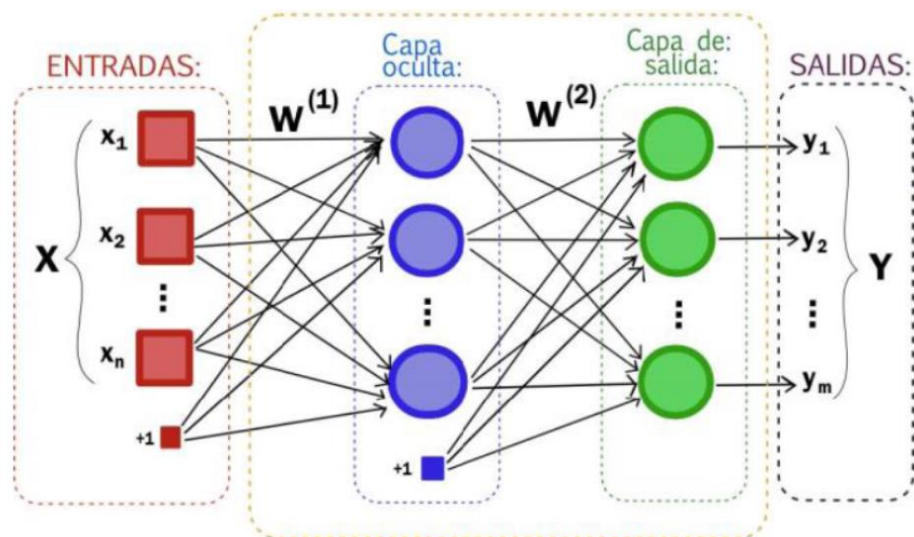 ENTRADAS:
Capa
oculta:
Capa de:
salida:
SALIDAS:
W(1)
W(2)
x1
x2
⋮
xn
+1
X
⋮
+1
⋮
y1
y2
⋮
ym
Y